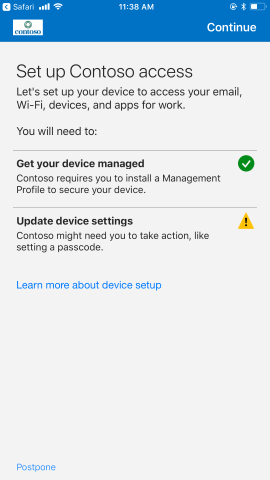 Safari
11:38 AM
contoso
Continue
Set up Contoso access
Let's set up your device to access your email,
Wi-Fi, devices, and apps for work.
You will need to:
Get your device managed
Contoso requires you to install a Management
Profile to secure your device.
Update device settings
Contoso might need you to take action, like
setting a passcode.
Learn more about device setup
Postpone